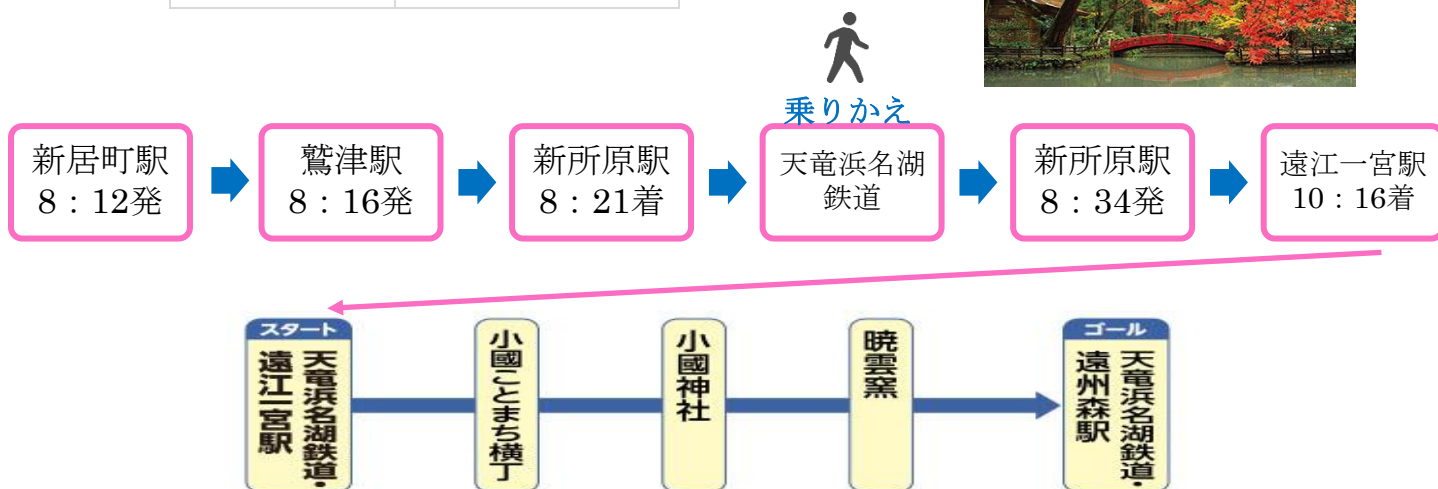 乗りかえ
新居町駅
8：12発
鷲津駅
8：16発
新所原駅
8：21着
天竜浜名湖
鉄道
新所原駅
8：34発
遠江一宮駅
10：16着
スタート
天竜浜名湖鉄道・
遠江一宮駅
小國ことまち横丁
小國神社
暁雲窯
ゴール
天竜浜名湖鉄道・
遠州森駅